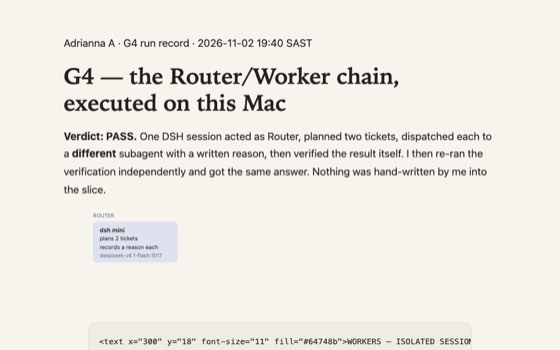 Adrianna A · G4 run record · 2026-11-02 19:40 SAST
G4 — the Router/Worker chain,
executed on this Mac
Verdict: PASS. One DSH session acted as Router, planned two tickets, dispatched each to
a different subagent with a written reason, then verified the result itself. I then re-ran the
verification independently and got the same answer. Nothing was hand-written by me into
the slice.
ROUTER
dsh mini
plans 2 tickets
records a reason each
deepseek-v4.1-flash:1017
<text x="300" y="18" font-size="11" fill="#64748b">WORKERS — ISOLATED SESSION